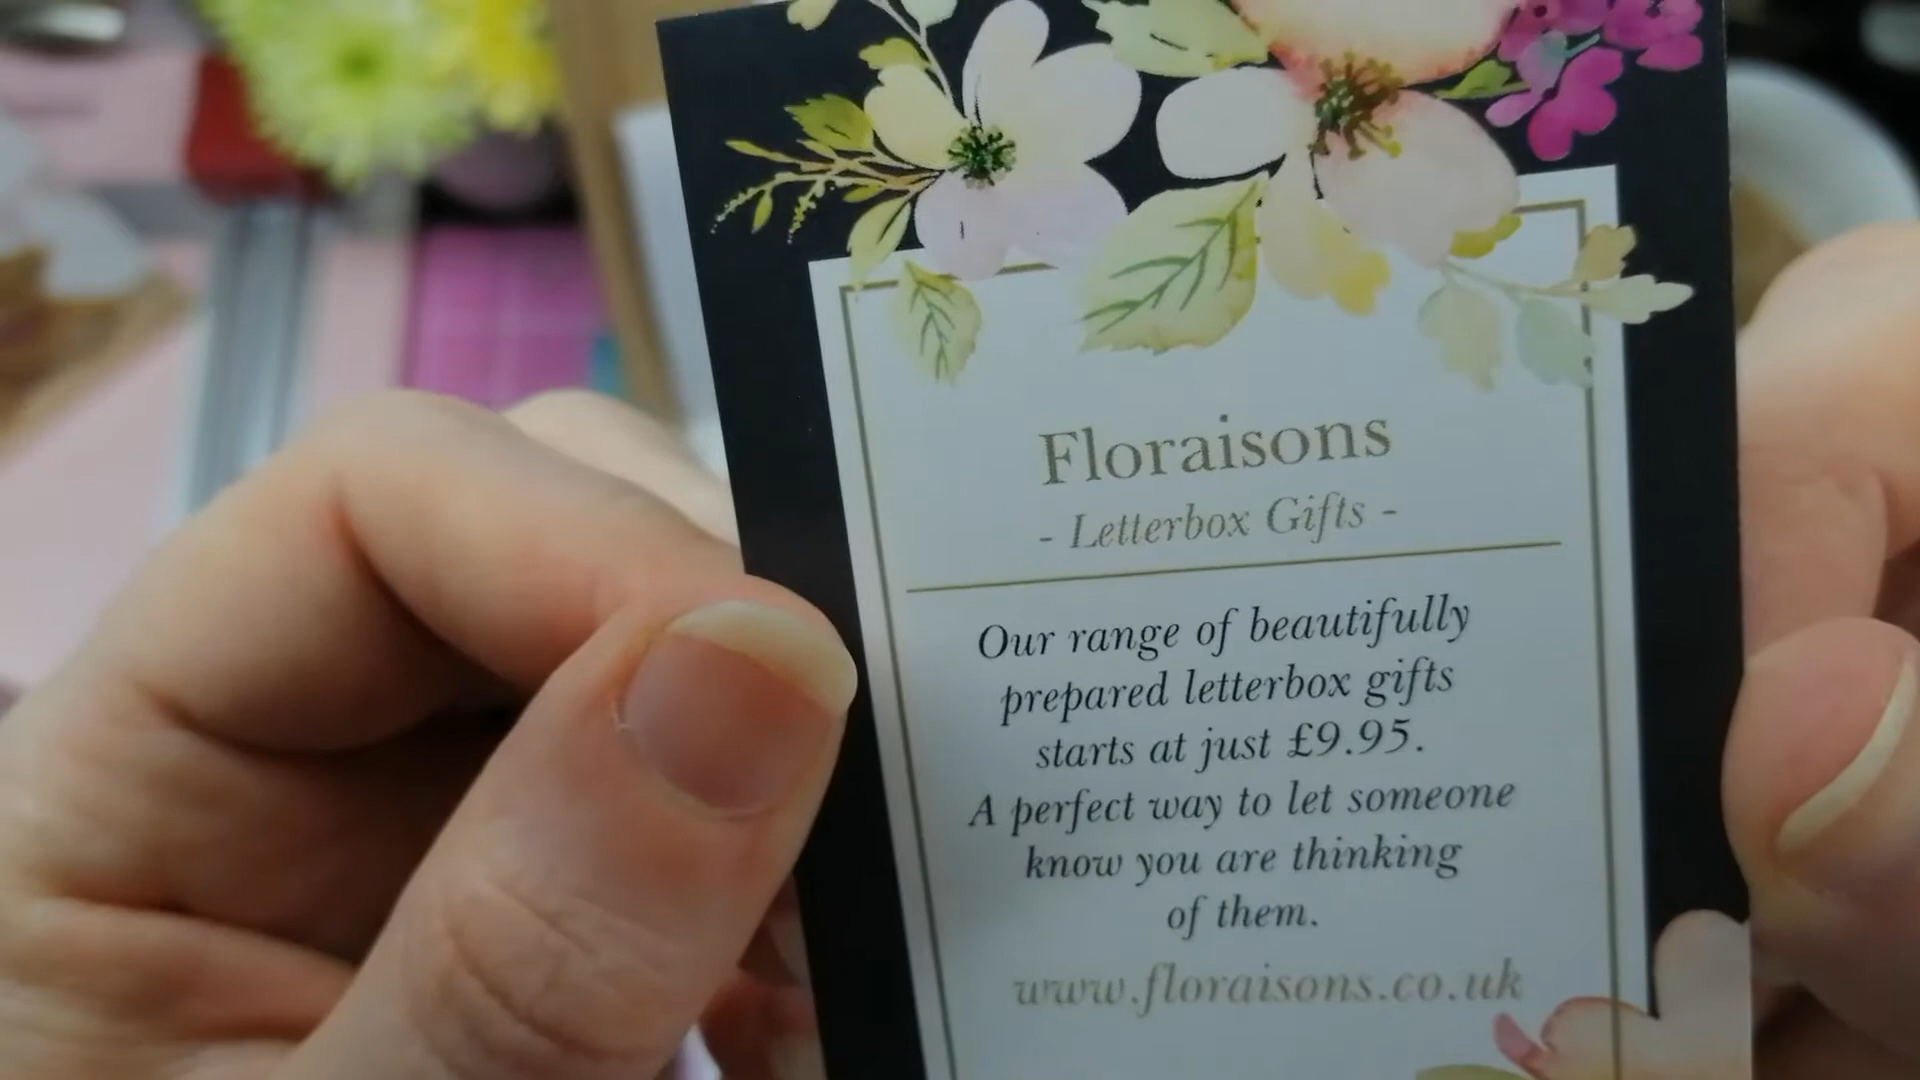 Floraisons
- Letterbox Gifts -
Our range of beautifully
prepared letterbox gifts
starts at just £9.95.
A perfect way to let someone
know you are thinking
of them.
www.floraisons.co.uk